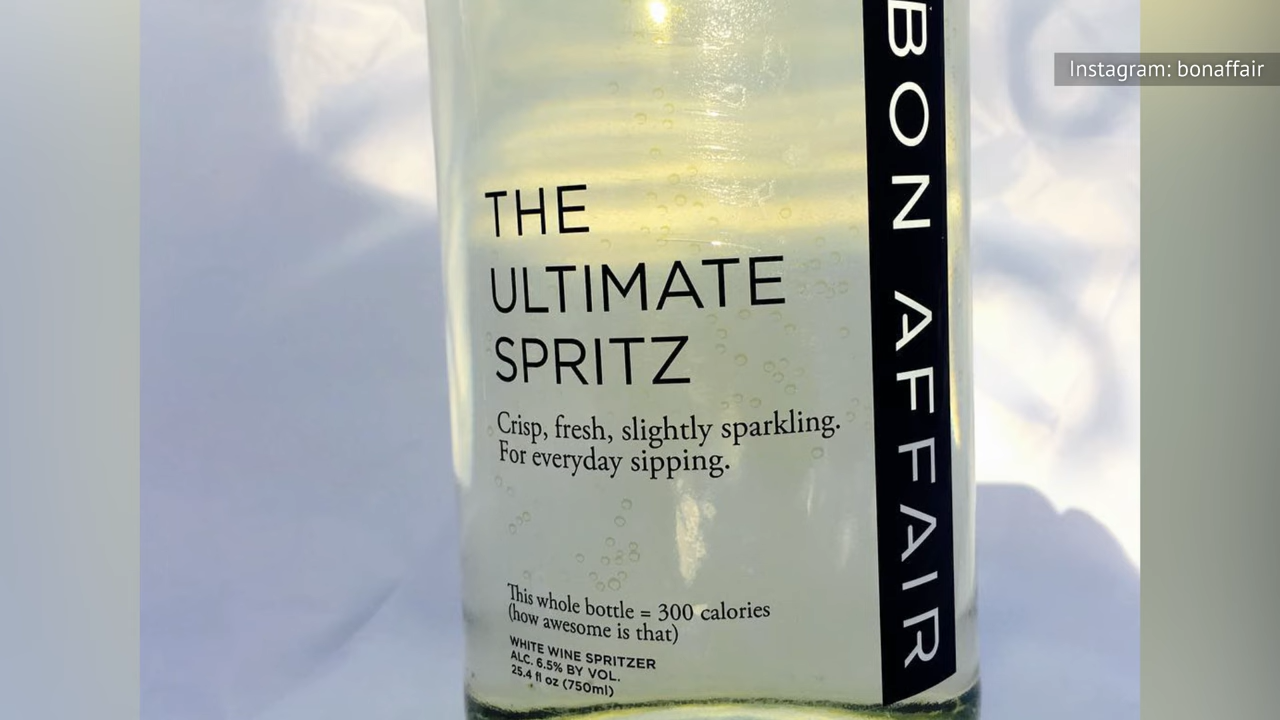 Instagram: bonaffair
BON AFFAIR
THE
ULTIMATE
SPRITZ
Crisp, fresh, slightly sparkling.
For everyday sipping.
This whole bottle = 300 calories
(how awesome is that)
WHITE WINE SPRITZER
ALC. 6.5% BY VOL.
25.4 fl oz (750ml)